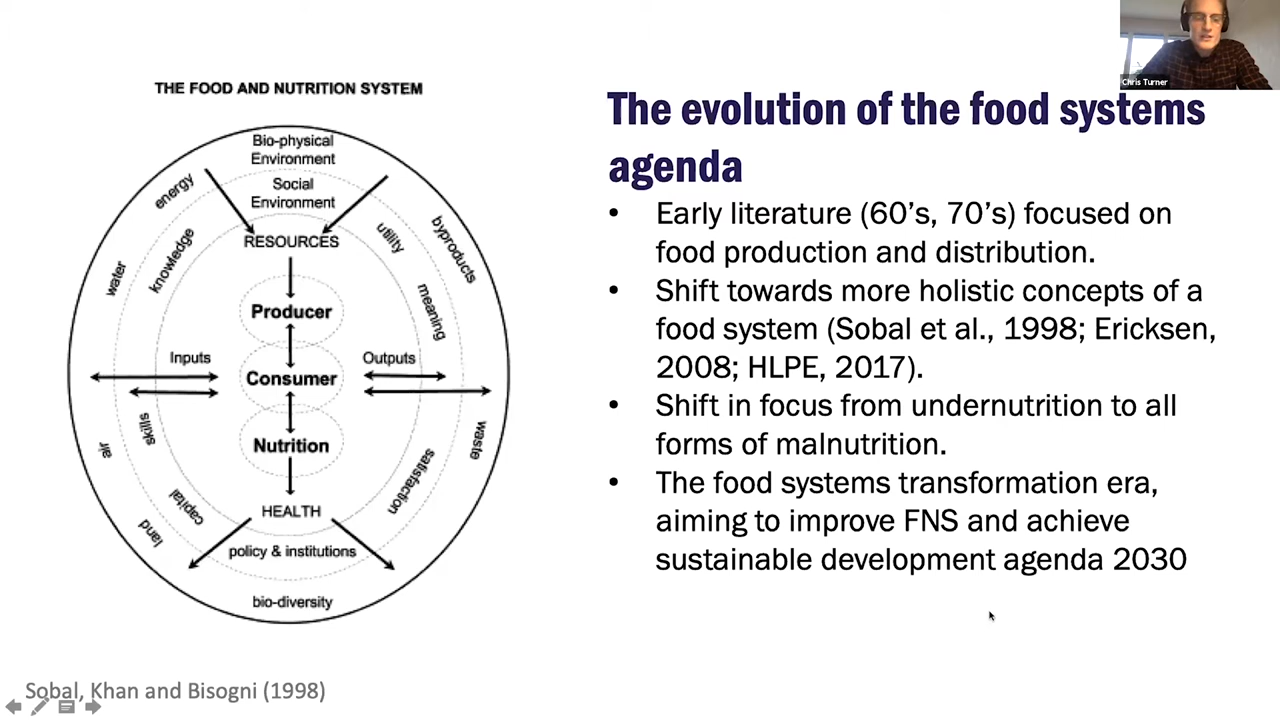 Chris Turner
THE FOOD AND NUTRITION SYSTEM
Bio-physical
Environment
Social
Environment
RESOURCES
energy
water
knowledge
utility
byproducts
meaning
Producer
Inputs
Consumer
Outputs
Nutrition
skills
air
capital
land
waste
satisfaction
HEALTH
policy & institutions
bio-diversity
Sobal, Khan and Bisogni (1998)
The evolution of the food systems
agenda
• Early literature (60's, 70's) focused on
food production and distribution.
• Shift towards more holistic concepts of a
food system (Sobal et al., 1998; Ericksen,
2008; HLPE, 2017).
• Shift in focus from undernutrition to all
forms of malnutrition.
• The food systems transformation era,
aiming to improve FNS and achieve
sustainable development agenda 2030